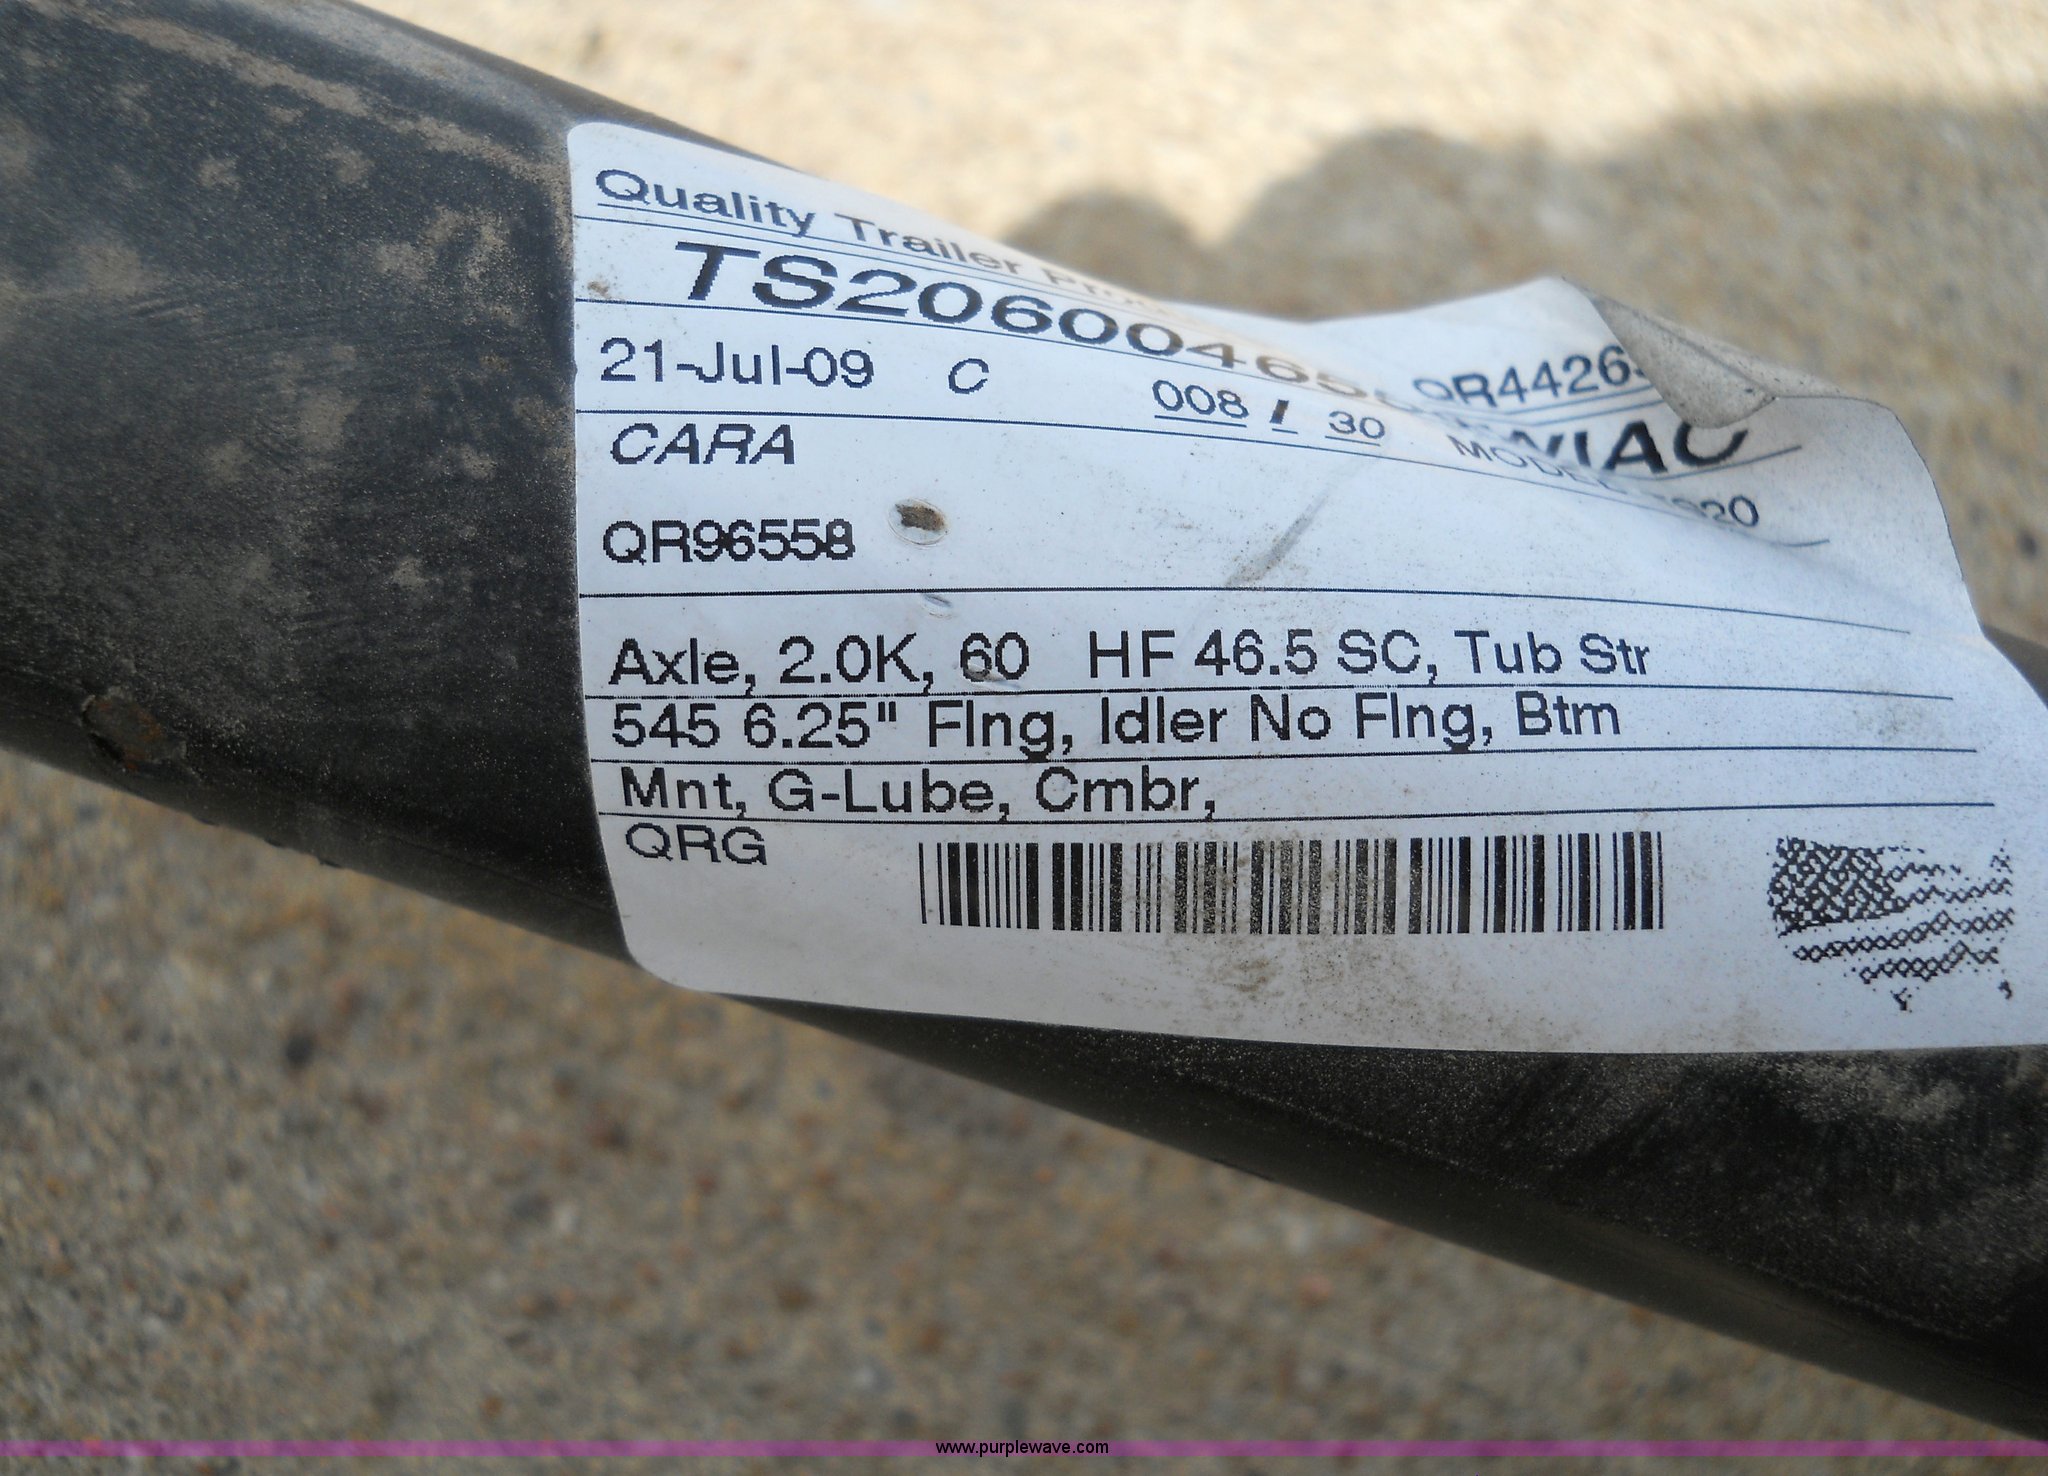 Quality Trailer
QR4426
21-Jul-09 C 008 / 30
CARA
QR96558
Axle, 2.0K, 60 HF 46.5 SC, Tub Str
545 6.25" Flng, Idler No Flng, Btm
Mnt, G-Lube, Cmbr,
QRG
www.purplewave.com